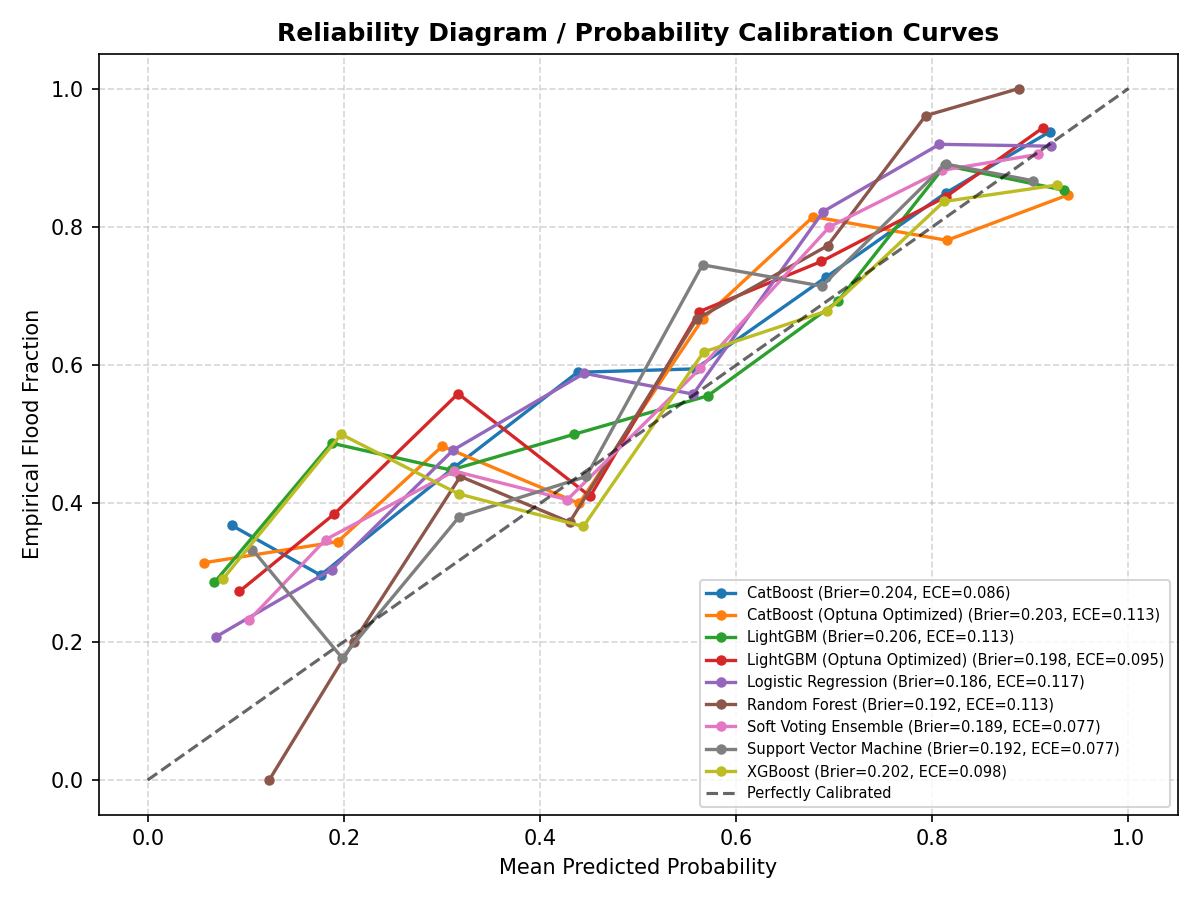 Reliability Diagram / Probability Calibration Curves
Empirical Flood Fraction
1.0
0.8
0.6
0.4
0.2
0.0
CatBoost (Brier=0.204, ECE=0.086)
CatBoost (Optuna Optimized) (Brier=0.203, ECE=0.113)
LightGBM (Brier=0.206, ECE=0.113)
LightGBM (Optuna Optimized) (Brier=0.198, ECE=0.095)
Logistic Regression (Brier=0.186, ECE=0.117)
Random Forest (Brier=0.192, ECE=0.113)
Soft Voting Ensemble (Brier=0.189, ECE=0.077)
Support Vector Machine (Brier=0.192, ECE=0.077)
XGBoost (Brier=0.202, ECE=0.098)
Perfectly Calibrated
0.0 0.2 0.4 0.6 0.8 1.0
Mean Predicted Probability